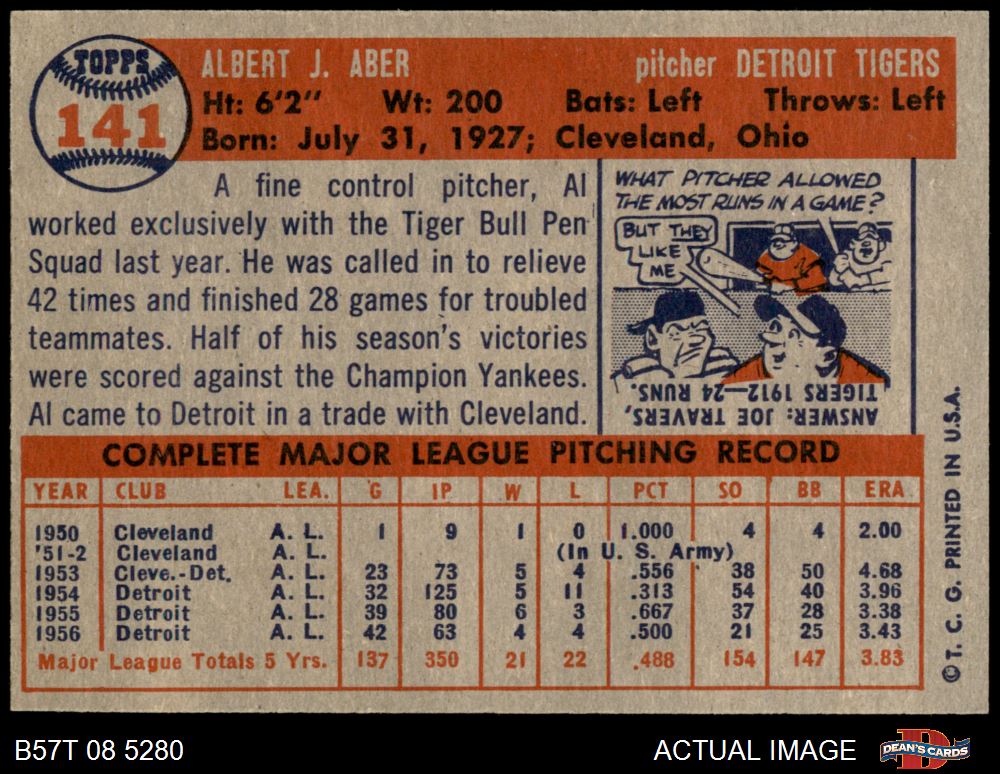 TOPPS
141
ALBERT J. ABER pitcher DETROIT TIGERS
Ht: 6'2" Wt: 200 Bats: Left Throws: Left
Born: July 31, 1927; Cleveland, Ohio
A fine control pitcher, Al
worked exclusively with the Tiger Bull Pen
Squad last year. He was called in to relieve
42 times and finished 28 games for troubled
teammates. Half of his season's victories
were scored against the Champion Yankees.
Al came to Detroit in a trade with Cleveland.
WHAT PITCHER ALLOWED
THE MOST RUNS IN A GAME?
BUT THEY
LIKE
ME
ANSWER: JOE TRAVERS,
TIGERS 1912—24 RUNS.
COMPLETE MAJOR LEAGUE PITCHING RECORD
YEAR CLUB LEA. G IP W L PCT SO BB ERA
1950 Cleveland A. L. 1 9 1 0 1.000 4 4 2.00
'51-2 Cleveland A. L. (In U. S. Army)
1953 Cleve.-Det. A. L. 23 73 5 4 .556 38 50 4.68
1954 Detroit A. L. 32 125 5 11 .313 54 40 3.96
1955 Detroit A. L. 39 80 6 3 .667 37 28 3.38
1956 Detroit A. L. 42 63 4 4 .500 21 25 3.43
Major League Totals 5 Yrs. 137 350 21 22 .488 154 147 3.83
© T. C. G. PRINTED IN U.S.A.
B57T 08 5280 ACTUAL IMAGE
DEAN'S CARDS